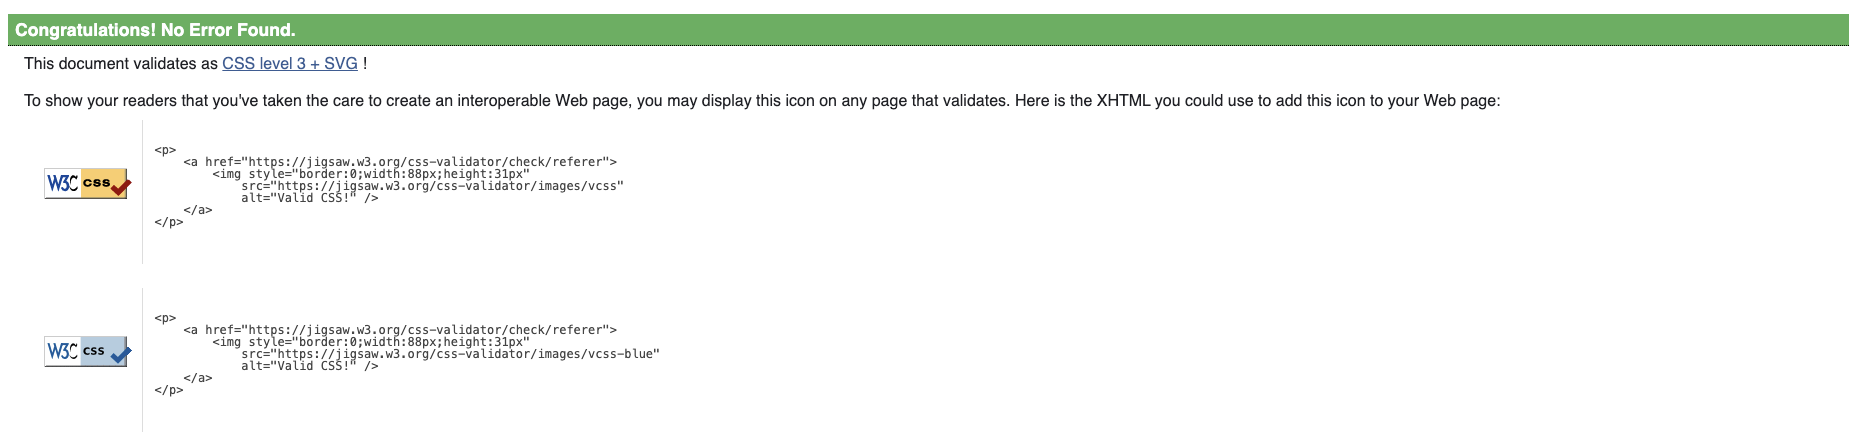 Congratulations! No Error Found.
This document validates as CSS level 3 + SVG !
To show your readers that you've taken the care to create an interoperable Web page, you may display this icon on any page that validates. Here is the XHTML you could use to add this icon to your Web page:
W3C css
<p>
    <a href="https://jigsaw.w3.org/css-validator/check/referer">
        <img style="border:0;width:88px;height:31px"
            src="https://jigsaw.w3.org/css-validator/images/vcss"
            alt="Valid CSS!" />
    </a>
</p>
W3C css
<p>
    <a href="https://jigsaw.w3.org/css-validator/check/referer">
        <img style="border:0;width:88px;height:31px"
            src="https://jigsaw.w3.org/css-validator/images/vcss-blue"
            alt="Valid CSS!" />
    </a>
</p>